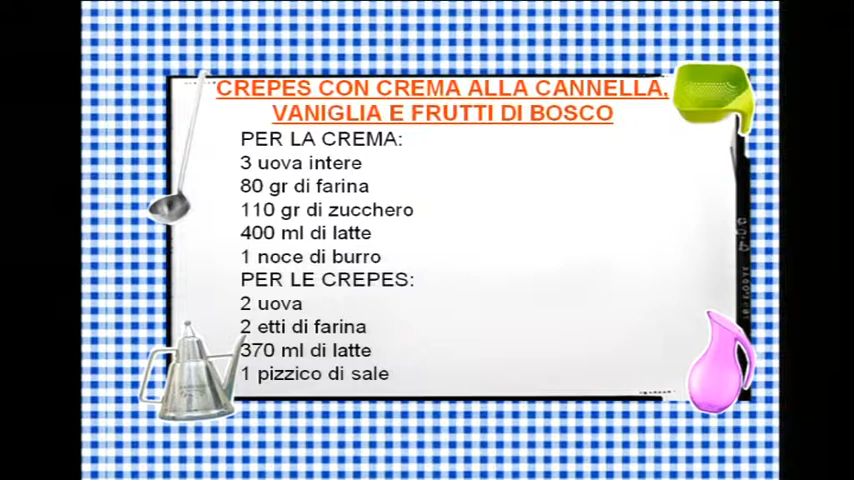 CREPES CON CREMA ALLA CANNELLA,
VANIGLIA E FRUTTI DI BOSCO
PER LA CREMA:
3 uova intere
80 gr di farina
110 gr di zucchero
400 ml di latte
1 noce di burro
PER LE CREPES:
2 uova
2 etti di farina
370 ml di latte
1 pizzico di sale